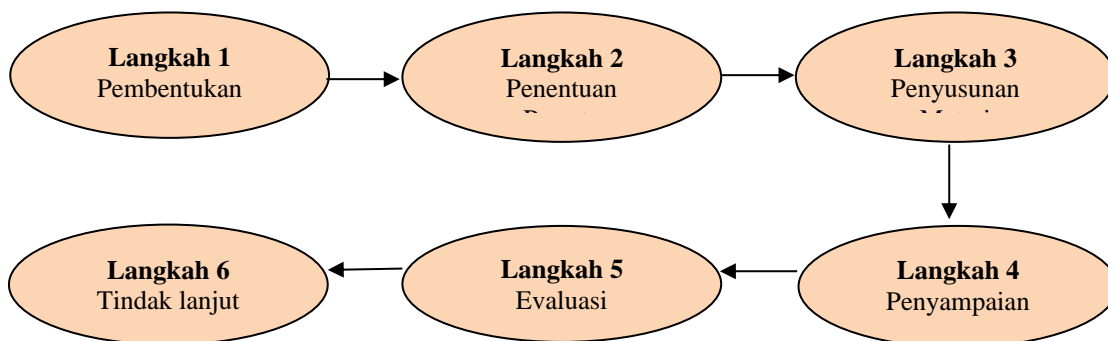 Langkah 1
Pembentukan
Langkah 2
Penentuan
Langkah 3
Penyusunan
Langkah 4
Penyampaian
Langkah 5
Evaluasi
Langkah 6
Tindak lanjut